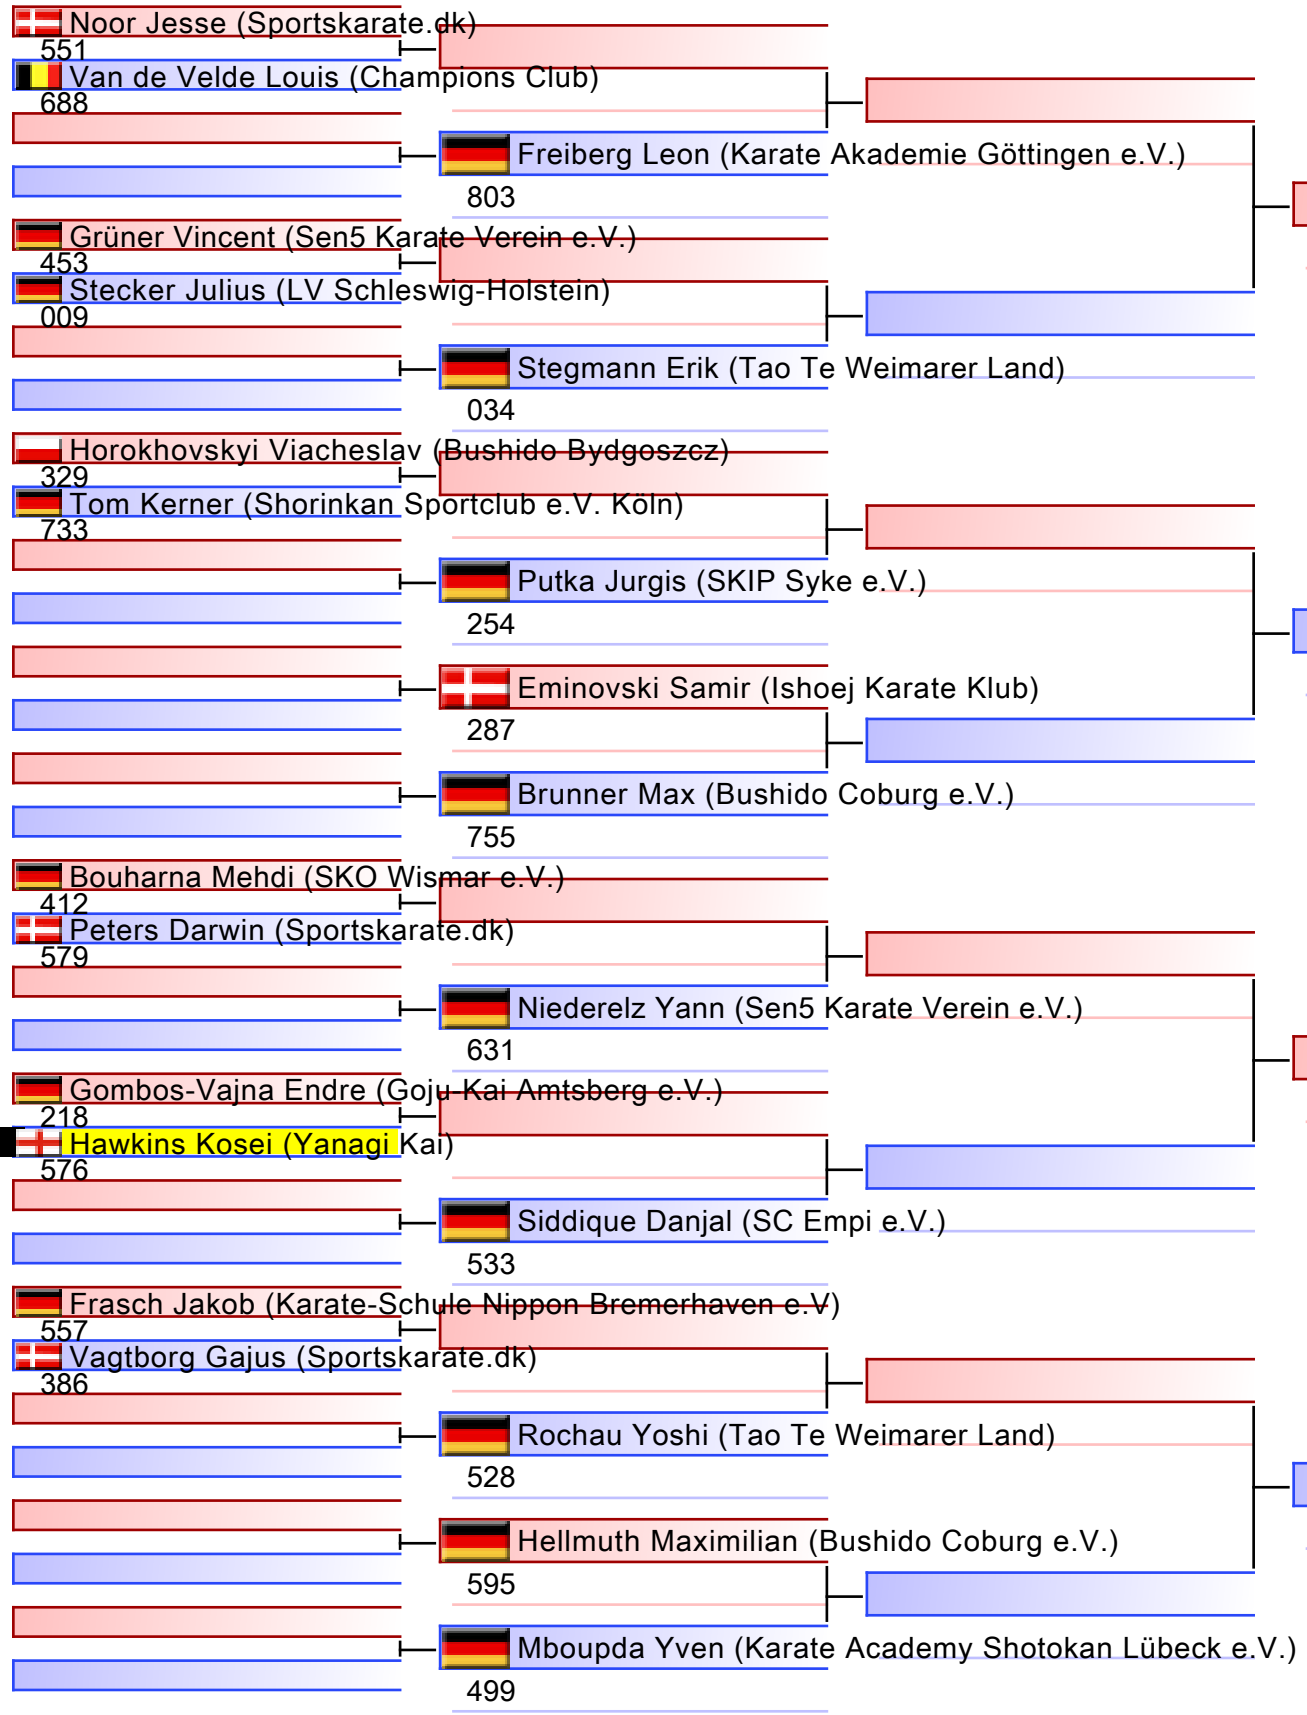 Noor Jesse (Sportskarate.dk)
551
Van de Velde Louis (Champions Club)
688
Freiberg Leon (Karate Akademie Göttingen e.V.)
803
Grüner Vincent (Sen5 Karate Verein e.V.)
453
Stecker Julius (LV Schleswig-Holstein)
009
Stegmann Erik (Tao Te Weimarer Land)
034
Horokhovskyi Viacheslav (Bushido Bydgoszcz)
329
Tom Kerner (Shorinkan Sportclub e.V. Köln)
733
Putka Jurgis (SKIP Syke e.V.)
254
Eminovski Samir (Ishoej Karate Klub)
287
Brunner Max (Bushido Coburg e.V.)
755
Bouharna Mehdi (SKO Wismar e.V.)
412
Peters Darwin (Sportskarate.dk)
579
Niederelz Yann (Sen5 Karate Verein e.V.)
631
Gombos-Vajna Endre (Goju-Kai Amtsberg e.V.)
218
Hawkins Kosei (Yanagi Kai)
576
Siddique Danjal (SC Empi e.V.)
533
Frasch Jakob (Karate-Schule Nippon Bremerhaven e.V)
557
Vagtborg Gajus (Sportskarate.dk)
386
Rochau Yoshi (Tao Te Weimarer Land)
528
Hellmuth Maximilian (Bushido Coburg e.V.)
595
Mboupda Yven (Karate Academy Shotokan Lübeck e.V.)
499